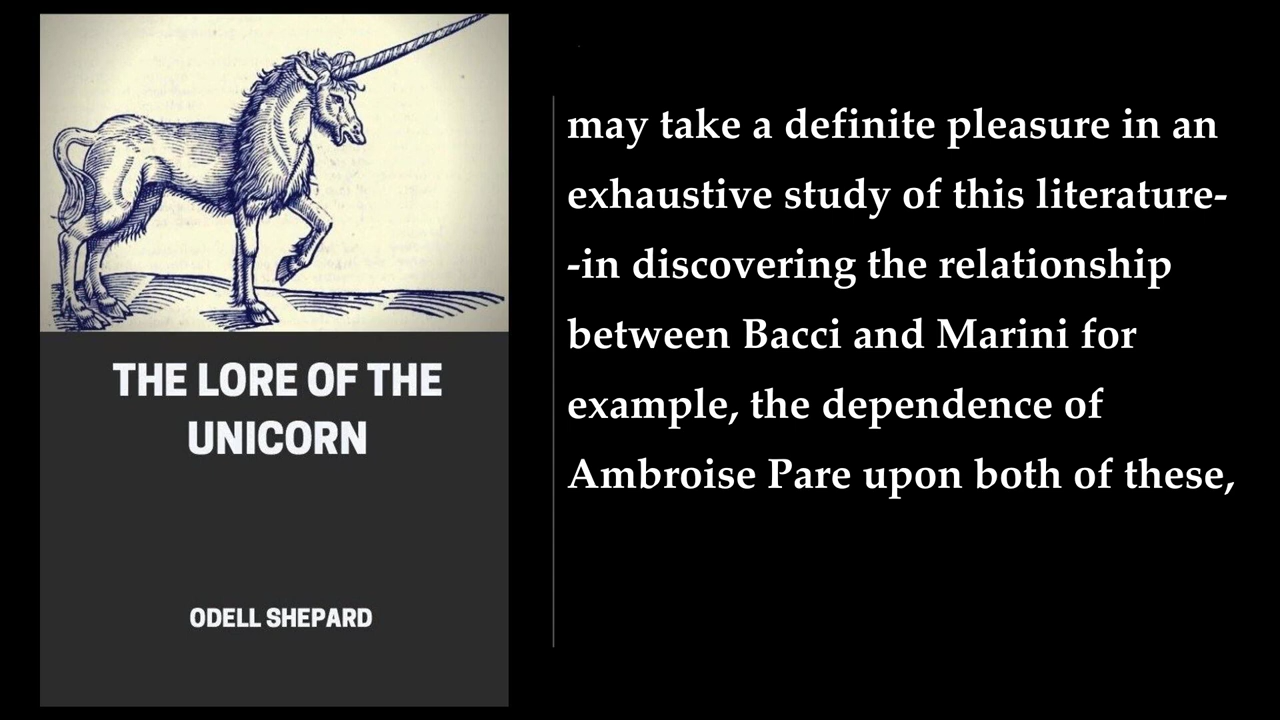 THE LORE OF THE
UNICORN
ODELL SHEPARD
may take a definite pleasure in an
exhaustive study of this literature-
-in discovering the relationship
between Bacci and Marini for
example, the dependence of
Ambroise Pare upon both of these,